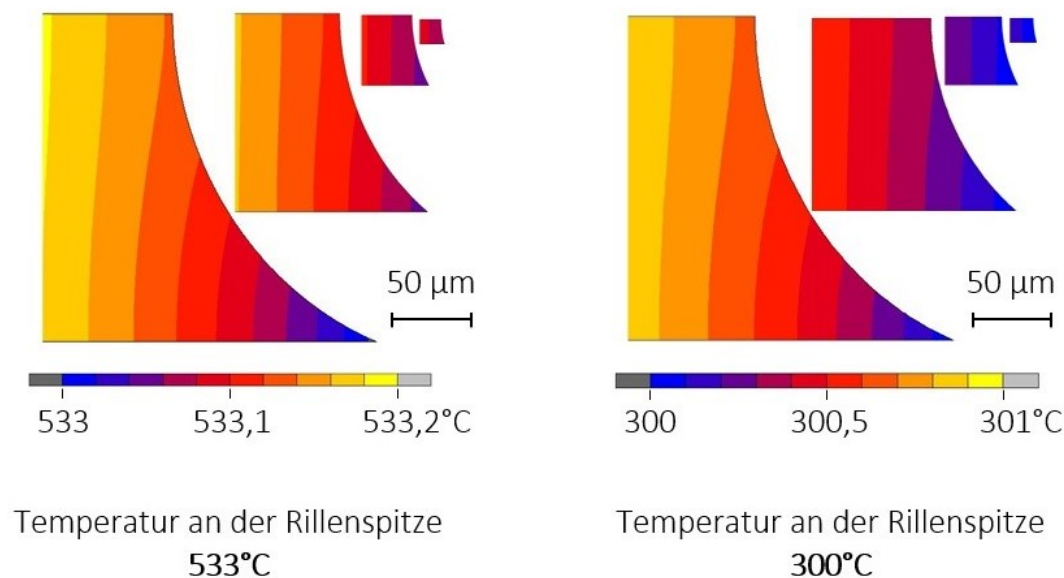 50 µm
50 µm
533 533,1 533,2°C
300 300,5 301°C
Temperatur an der Rillenspitze
533°C
Temperatur an der Rillenspitze
300°C